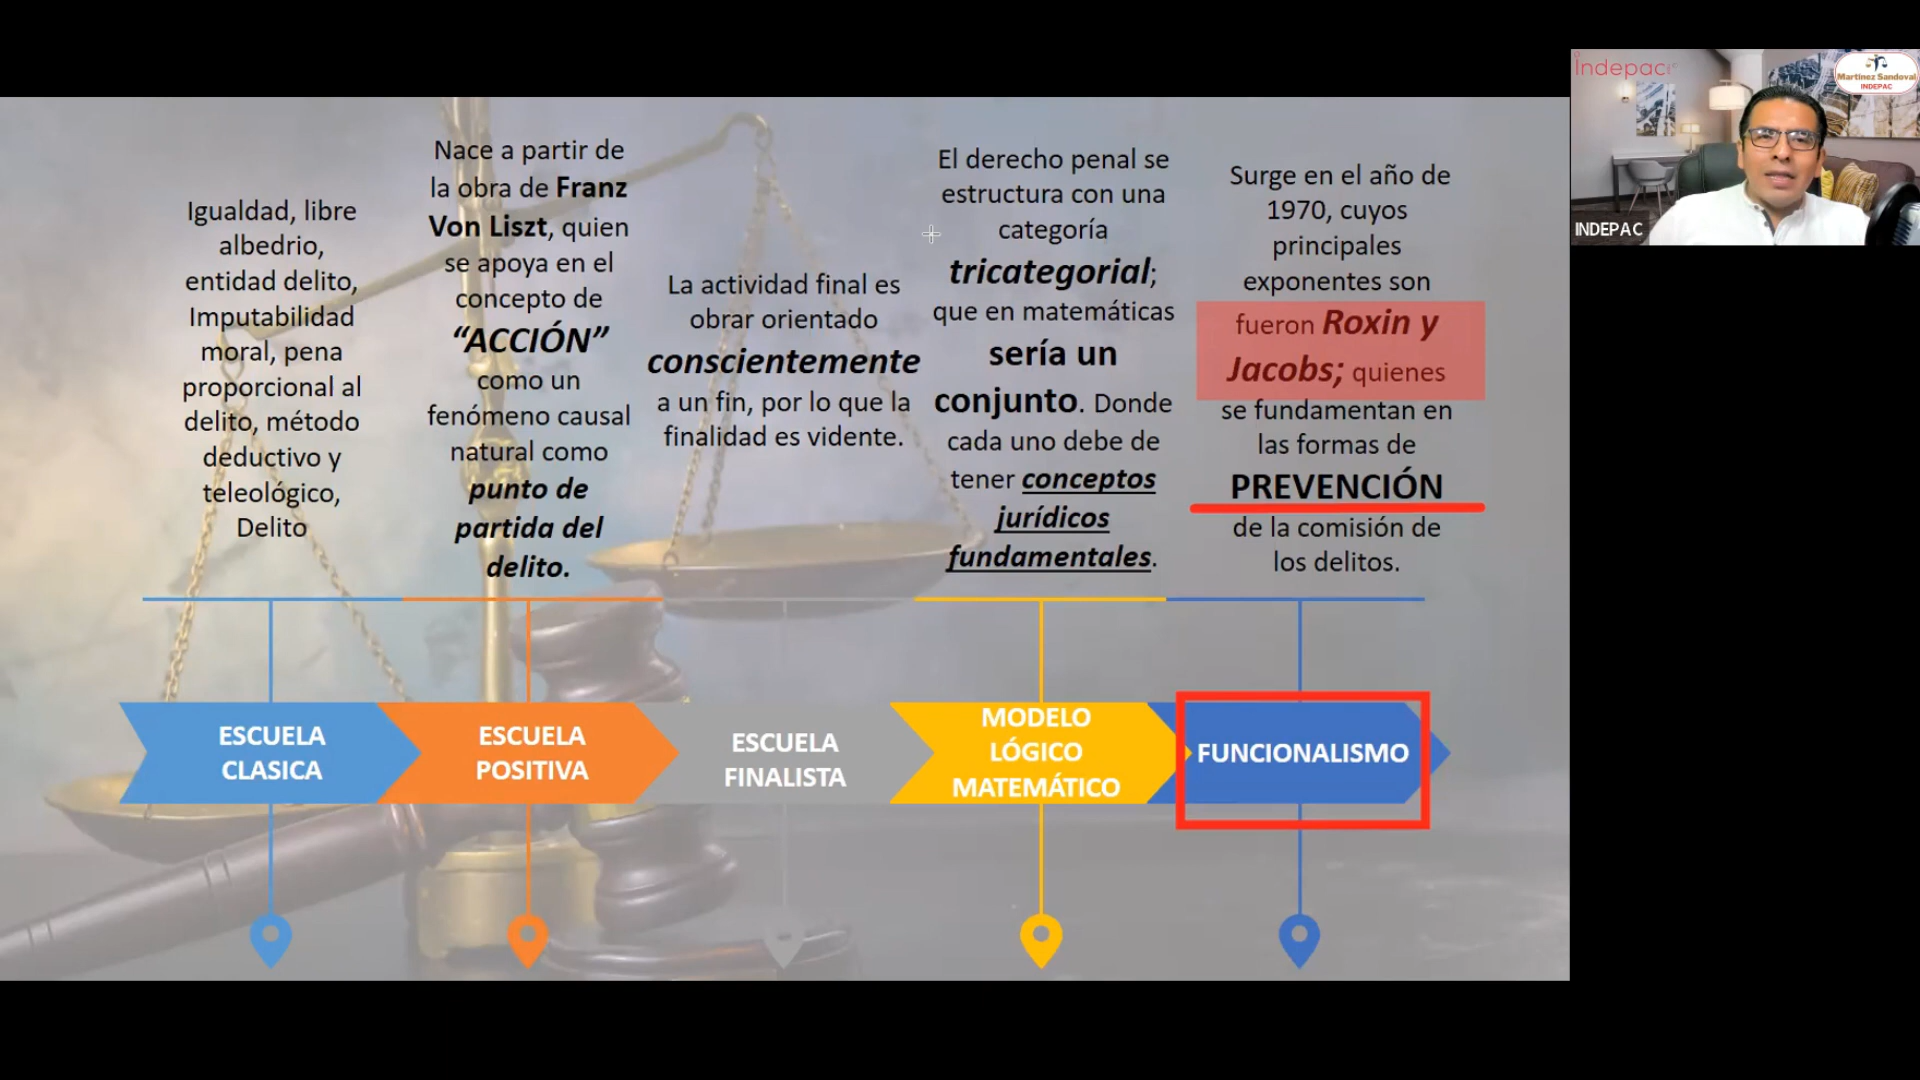 Igualdad, libre
albedrio,
entidad delito,
Imputabilidad
moral, pena
proporcional al
delito, método
deductivo y
teleológico,
Delito
Nace a partir de
la obra de Franz
Von Liszt, quien
se apoya en el
concepto de
“ACCIÓN”
como un
fenómeno causal
natural como
punto de
partida del
delito.
La actividad final es
obrar orientado
conscientemente
a un fin, por lo que la
finalidad es vidente.
El derecho penal se
estructura con una
categoría
tricategorial;
que en matemáticas
sería un
conjunto. Donde
cada uno debe de
tener conceptos
jurídicos
fundamentales.
Surge en el año de
1970, cuyos
principales
exponentes son
fueron Roxin y
Jacobs; quienes
se fundamentan en
las formas de
PREVENCIÓN
de la comisión de
los delitos.
ESCUELA
CLASICA
ESCUELA
POSITIVA
ESCUELA
FINALISTA
MODELO
LÓGICO
MATEMÁTICO
FUNCIONALISMO
Indepac
Martínez Sandoval
INDEPAC
INDEPAC